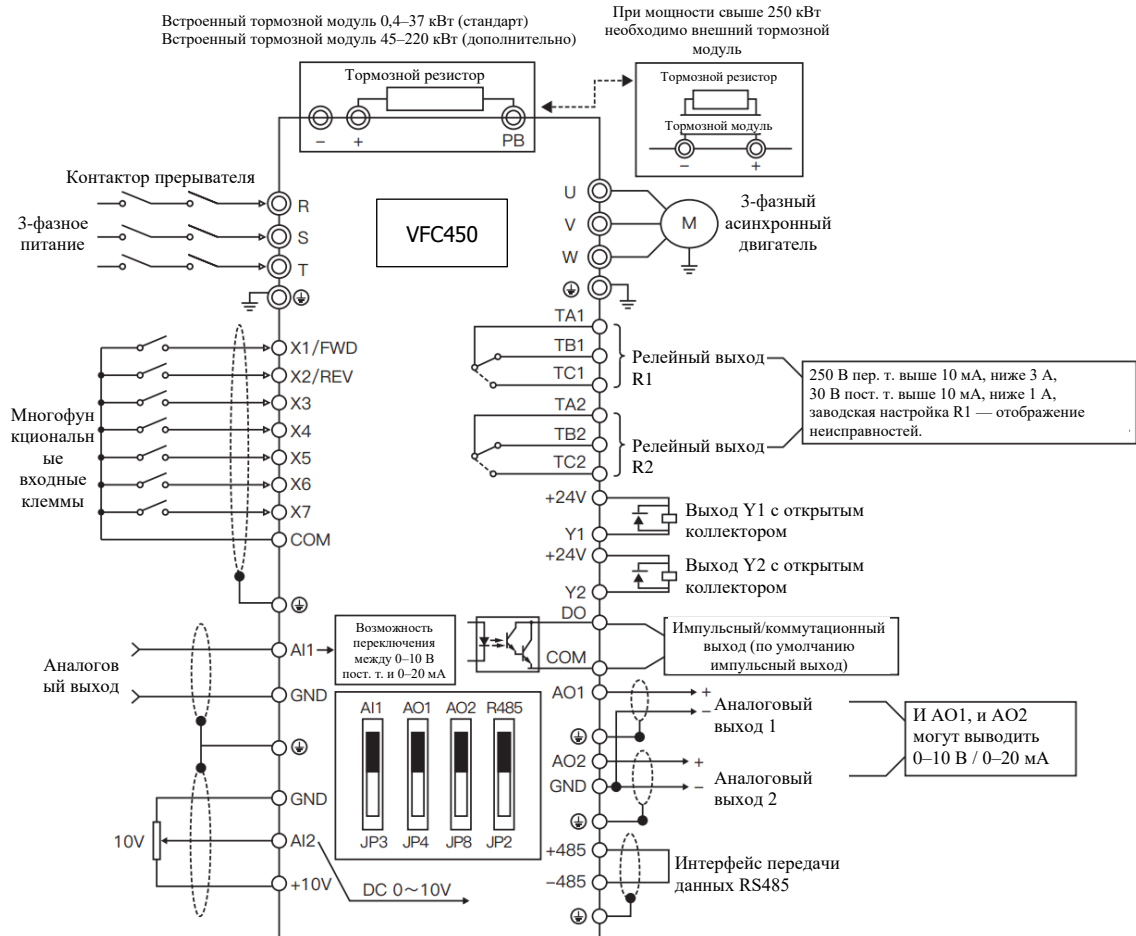 Встроенный тормозной модуль 0,4–37 кВт (стандарт)
Встроенный тормозной модуль 45–220 кВт (дополнительно)
При мощности свыше 250 кВт
необходимо внешний тормозной
модуль
Тормозной резистор
–
+
PB
Тормозной резистор
Тормозной модуль
–
+
Контактор прерывателя
3-фазное
питание
R
S
T
VFC450
U
V
W
M
3-фазный
асинхронный
двигатель
Многофун
кциональн
ые
входные
клеммы
X1/FWD
X2/REV
X3
X4
X5
X6
X7
COM
TA1
TB1
TC1
Релейный выход
R1
TA2
TB2
TC2
Релейный выход
R2
250 В пер. т. выше 10 мА, ниже 3 А,
30 В пост. т. выше 10 мА, ниже 1 А,
заводская настройка R1 — отображение
неисправностей.
+24V
Y1
Выход Y1 с открытым
коллектором
+24V
Y2
Выход Y2 с открытым
коллектором
DO
COM
Импульсный/коммутационный
выход (по умолчанию
импульсный выход)
Аналогов
ый выход
AI1
GND
Возможность
переключения
между 0–10 В
пост. т. и 0–20 мА
AI1 AO1 AO2 R485
JP3 JP4 JP8 JP2
AO1
+
–
Аналоговый
выход 1
AO2
GND
+
–
Аналоговый
выход 2
И AO1, и AO2
могут выводить
0–10 В / 0–20 мА
10V
GND
AI2
+10V
DC 0～10V
+485
–485
Интерфейс передачи
данных RS485